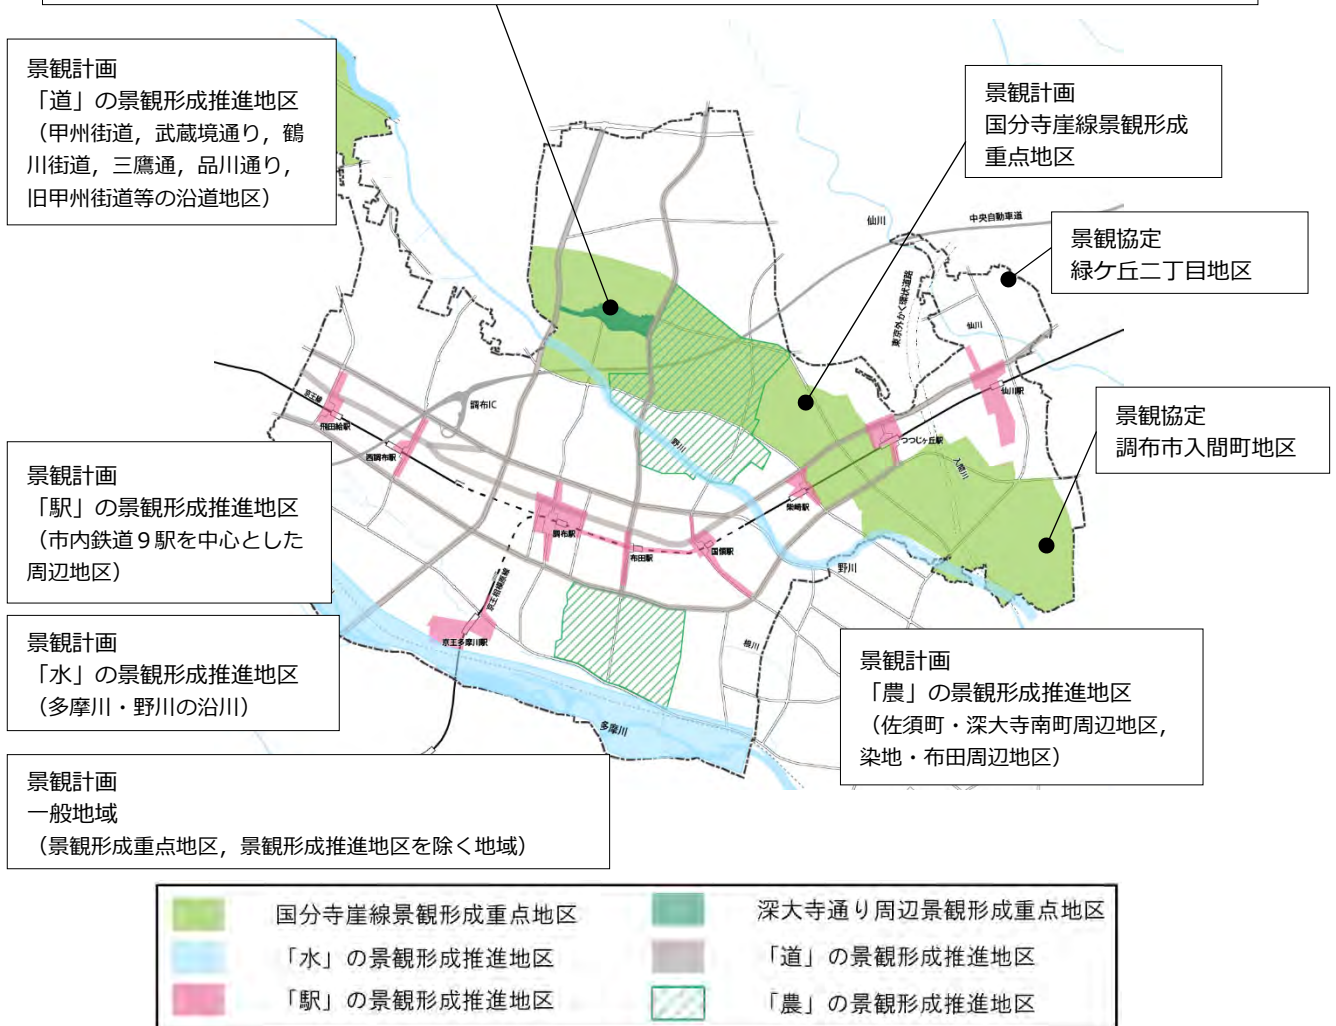 景観計画
「道」の景観形成推進地区
（甲州街道，武蔵境通り，鶴
川街道，三鷹通，品川通り，
旧甲州街道等の沿道地区）
景観計画
国分寺崖線景観形成
重点地区
景観協定
緑ケ丘二丁目地区
景観協定
調布市入間町地区
景観計画
「駅」の景観形成推進地区
（市内鉄道９駅を中心とした
周辺地区）
景観計画
「水」の景観形成推進地区
（多摩川・野川の沿川）
景観計画
一般地域
（景観形成重点地区，景観形成推進地区を除く地域）
景観計画
「農」の景観形成推進地区
（佐須町・深大寺南町周辺地区，
染地・布田周辺地区）
仙川
中央自動車道
東京外かく環状道路
仙川
仙川駅
つつじヶ丘駅
入間川
柴崎駅
野川
国領駅
布田駅
調布駅
調布IC
西調布駅
飛田給駅
京王線
京王相模原線
京王多摩川駅
野川
根川
多摩川
国分寺崖線景観形成重点地区
深大寺通り周辺景観形成重点地区
「水」の景観形成推進地区
「道」の景観形成推進地区
「駅」の景観形成推進地区
「農」の景観形成推進地区